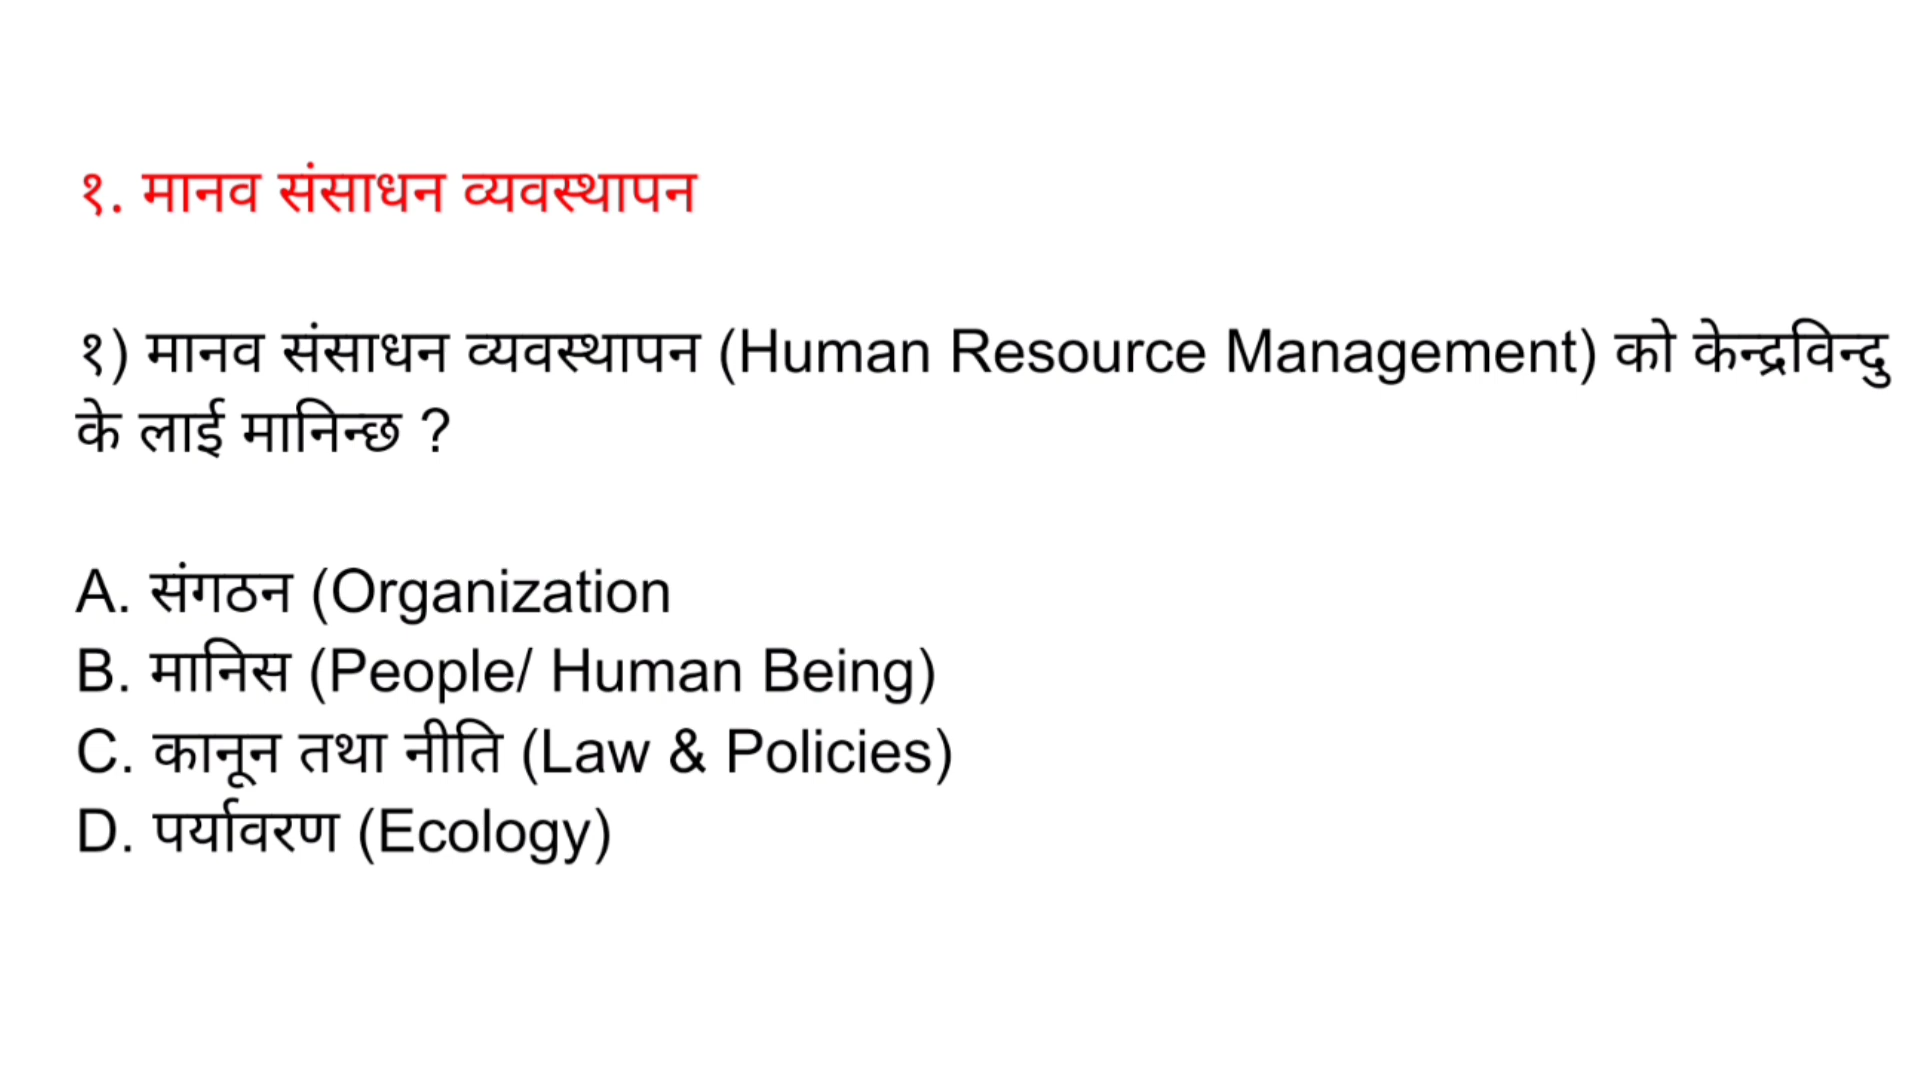 १. मानव संसाधन व्यवस्थापन
१) मानव संसाधन व्यवस्थापन (Human Resource Management) को केन्द्रविन्दु
के लाई मानिन्छ ?
A. संगठन (Organization
B. मानिस (People/ Human Being)
C. कानून तथा नीति (Law & Policies)
D. पर्यावरण (Ecology)